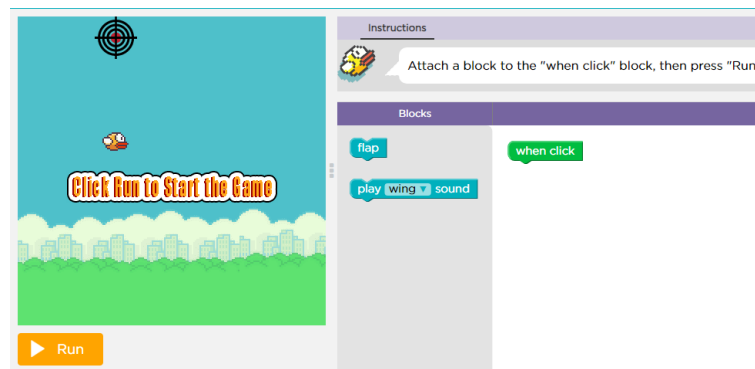 Click Run to Start the Game
Run
Instructions
Attach a block to the "when click" block, then press "Run
Blocks
flap
play wing sound
when click